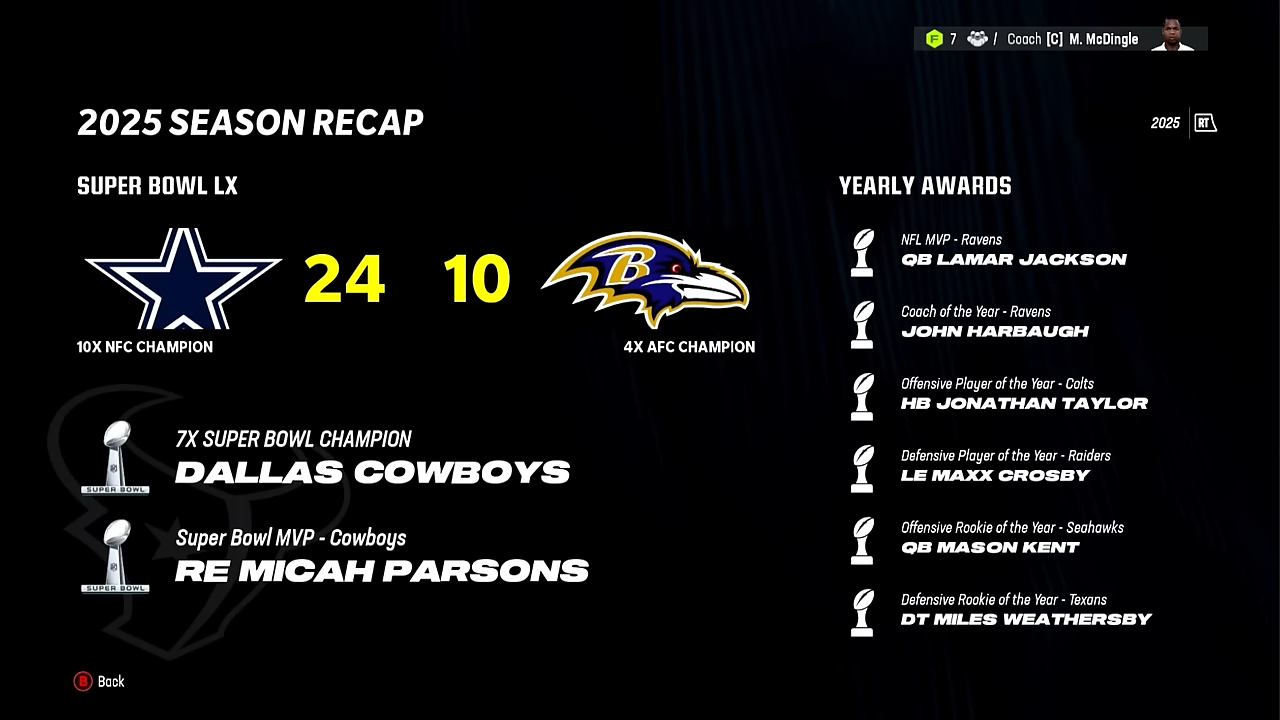 7 / Coach [C] M. McDingle
2025 SEASON RECAP
2025 RT
SUPER BOWL LX
24 10
B
10X NFC CHAMPION
4X AFC CHAMPION
7X SUPER BOWL CHAMPION
DALLAS COWBOYS
SUPER BOWL
Super Bowl MVP - Cowboys
RE MICAH PARSONS
SUPER BOWL
YEARLY AWARDS
NFL MVP - Ravens
QB LAMAR JACKSON
Coach of the Year - Ravens
JOHN HARBAUGH
Offensive Player of the Year - Colts
HB JONATHAN TAYLOR
Defensive Player of the Year - Raiders
LE MAXX CROSBY
Offensive Rookie of the Year - Seahawks
QB MASON KENT
Defensive Rookie of the Year - Texans
DT MILES WEATHERSBY
B Back